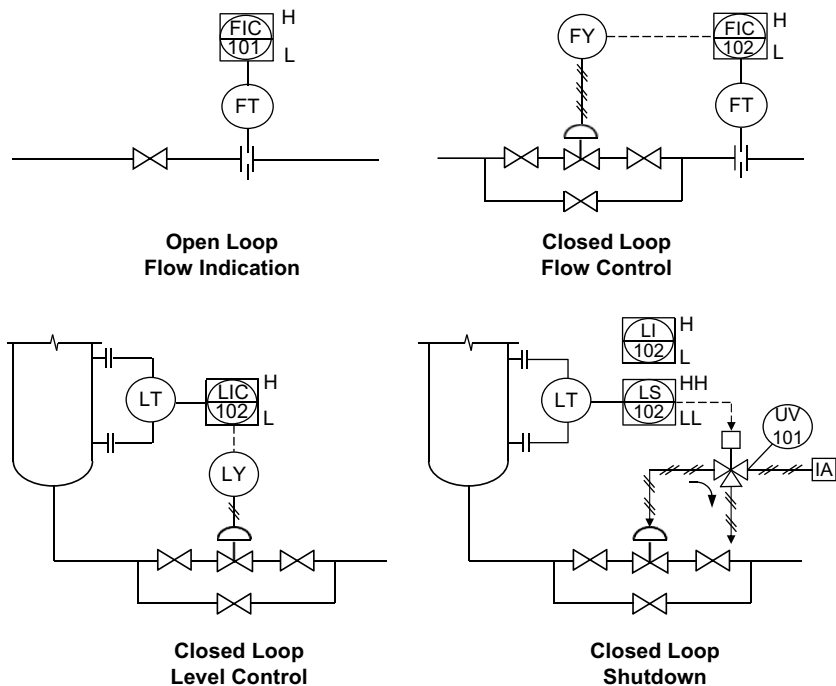 FIC
101
H
L
FT
Open Loop
Flow Indication
FY
FIC
102
H
L
FT
Closed Loop
Flow Control
LT
LIC
102
H
L
LY
Closed Loop
Level Control
LI
102
H
L
LT
LS
102
HH
LL
UV
101
IA
Closed Loop
Shutdown